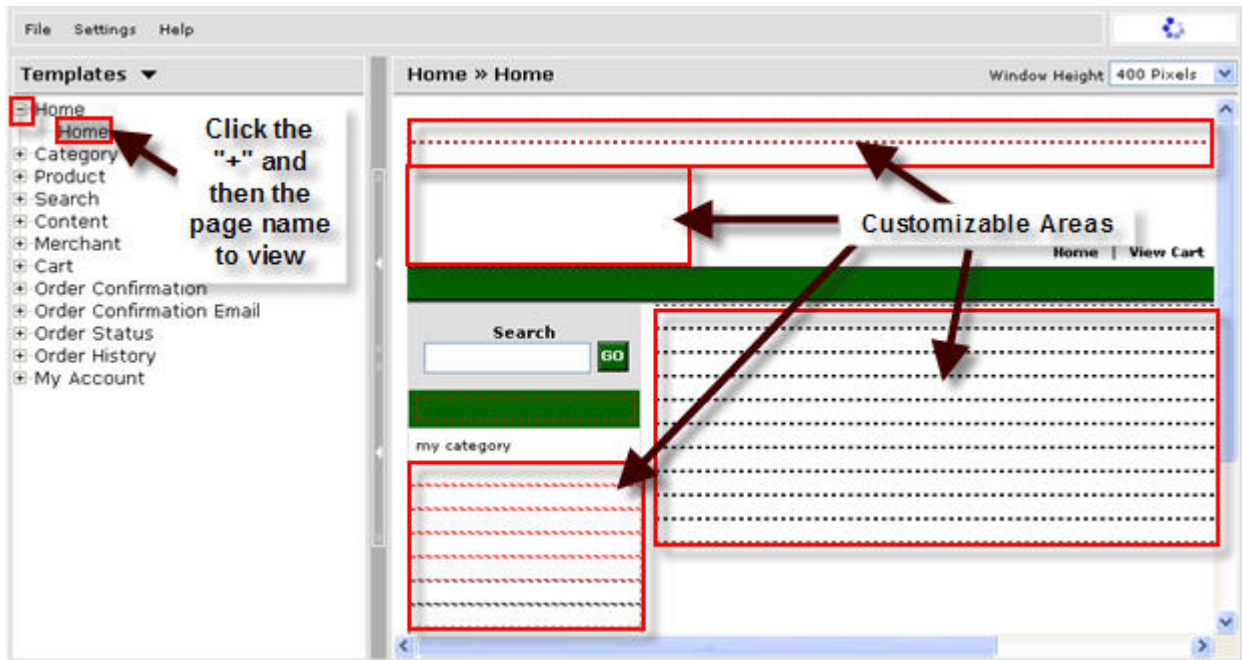 File Settings Help
Templates
Home » Home
Window Height 400 Pixels
Home
Home
Category
Product
Search
Content
Merchant
Cart
Order Confirmation
Order Confirmation Email
Order Status
Order History
My Account
Click the
"+" and
then the
page name
to view
Customizable Areas
Home | View Cart
Search
GO
my category